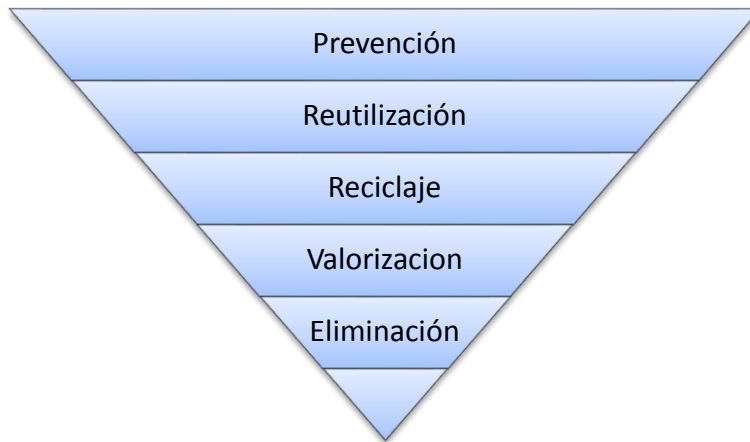 Prevención
Reutilización
Reciclaje
Valorizacion
Eliminación